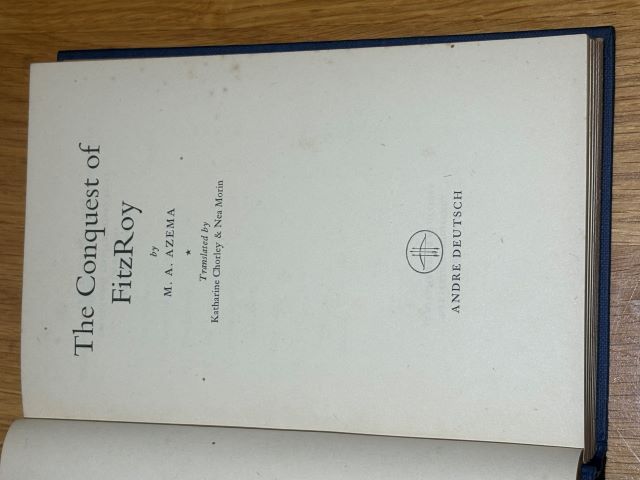 The Conquest of
FitzRoy
by
M. A. AZEMA
★
Translated by
Katharine Chorley & Nea Morin
ANDRE DEUTSCH